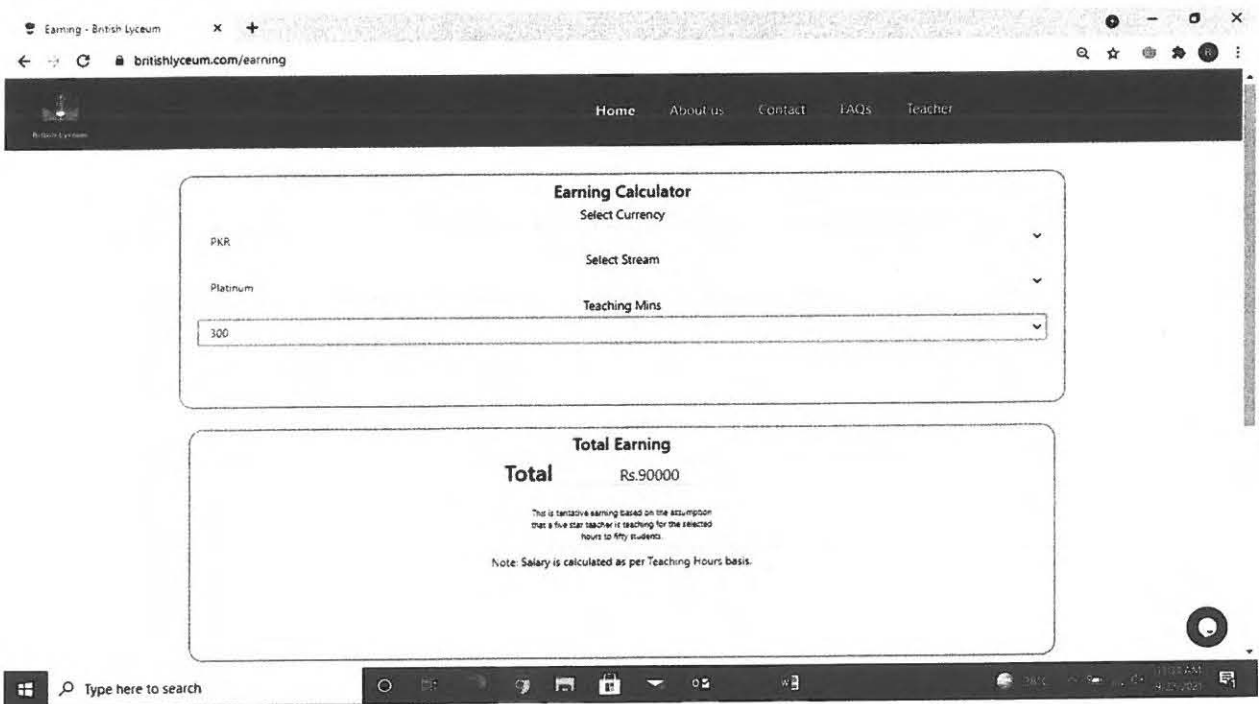 Earning - British Lyceum
britishlyceum.com/earning
R
British Lyceum
Home About us Contact FAQs Teacher
Earning Calculator
Select Currency
PKR
Select Stream
Platinum
Teaching Mins
300
Total Earning
Total Rs.90000
This is tentative earning based on the assumption
that a five star teacher is teaching for the selected
hours to fifty students.
Note: Salary is calculated as per Teaching Hours basis.
Type here to search